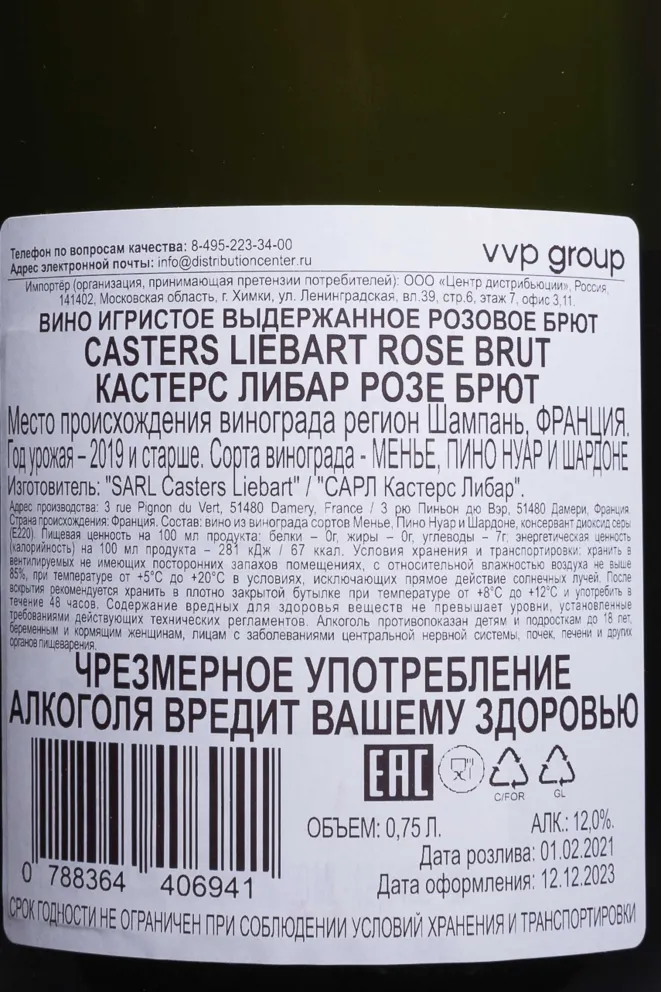 Телефон по вопросам качества: 8-495-223-34-00
Адрес электронной почты: info@distributioncenter.ru
vvp group
Импортёр (организация, принимающая претензии потребителей): ООО «Центр дистрибьюции», Россия,
141402, Московская область, г. Химки, ул. Ленинградская, вл.39, стр.6, этаж 7, офис 3,11.
ВИНО ИГРИСТОЕ ВЫДЕРЖАННОЕ РОЗОВОЕ БРЮТ
CASTERS LIEBART ROSE BRUT
КАСТЕРС ЛИБАР РОЗЕ БРЮТ
Место происхождения винограда регион Шампань, ФРАНЦИЯ.
Год урожая – 2019 и старше. Сорта винограда - МЕНЬЕ, ПИНО НУАР И ШАРДОНЕ
Изготовитель: "SARL Casters Liebart" / "САРЛ Кастерс Либар".
Адрес производства: 3 rue Pignon du Vert, 51480 Damery, France / 3 рю Пиньон дю Вэр, 51480 Дамери, Франция.
Страна происхождения: Франция. Состав: вино из винограда сортов Менье, Пино Нуар и Шардоне, консервант диоксид серы
(Е220). Пищевая ценность на 100 мл продукта: белки – 0г, жиры – 0г, углеводы – 7г; энергетическая ценность
(калорийность) на 100 мл продукта – 281 кДж / 67 ккал. Условия хранения и транспортировки: хранить в
вентилируемых не имеющих посторонних запахов помещениях, с относительной влажностью воздуха не выше
85%, при температуре от +5°С до +20°С в условиях, исключающих прямое действие солнечных лучей. После
вскрытия рекомендуется хранить в плотно закрытой бутылке при температуре от +8°С до +12°С и употребить в
течение 48 часов. Содержание вредных для здоровья веществ не превышает уровни, установленные
требованиями действующих технических регламентов. Алкоголь противопоказан детям и подросткам до 18 лет,
беременным и кормящим женщинам, лицам с заболеваниями центральной нервной системы, почек, печени и других
органов пищеварения.
ЧРЕЗМЕРНОЕ УПОТРЕБЛЕНИЕ
АЛКОГОЛЯ ВРЕДИТ ВАШЕМУ ЗДОРОВЬЮ
EAC
C/FOR
GL
ОБЪЕМ: 0,75 Л.
АЛК.: 12,0%.
Дата розлива: 01.02.2021
Дата оформления: 12.12.2023
0 788364 406941
СРОК ГОДНОСТИ НЕ ОГРАНИЧЕН ПРИ СОБЛЮДЕНИИ УСЛОВИЙ ХРАНЕНИЯ И ТРАНСПОРТИРОВКИ